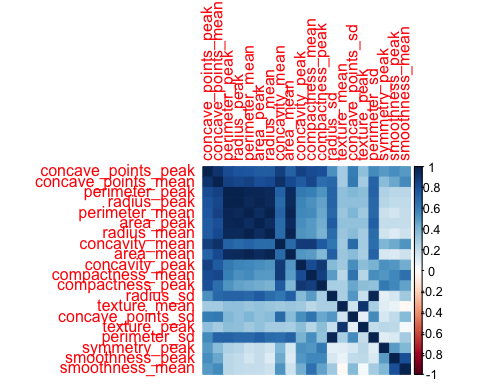 concave_points_peak
concave_points_mean
perimeter_peak
radius_peak
perimeter_mean
area_peak
radius_mean
concavity_mean
area_mean
concavity_peak
compactness_mean
compactness_peak
radius_sd
texture_mean
concave_points_sd
texture_peak
perimeter_sd
symmetry_peak
smoothness_peak
smoothness_mean
concave_points_peak
concave_points_mean
perimeter_peak
radius_peak
perimeter_mean
area_peak
radius_mean
concavity_mean
area_mean
concavity_peak
compactness_mean
compactness_peak
radius_sd
texture_mean
concave_points_sd
texture_peak
perimeter_sd
symmetry_peak
smoothness_peak
smoothness_mean
1
0.8
0.6
0.4
0.2
0
-0.2
-0.4
-0.6
-0.8
-1